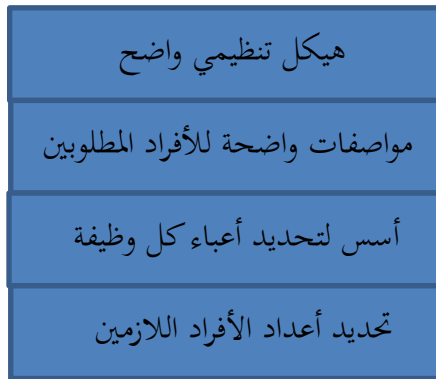 هيكل تنظيمي واضح
مواصفات واضحة للأفراد المطلوبين
أسس لتحديد أعباء كل وظيفة
تحديد أعداد الأفراد اللازمين